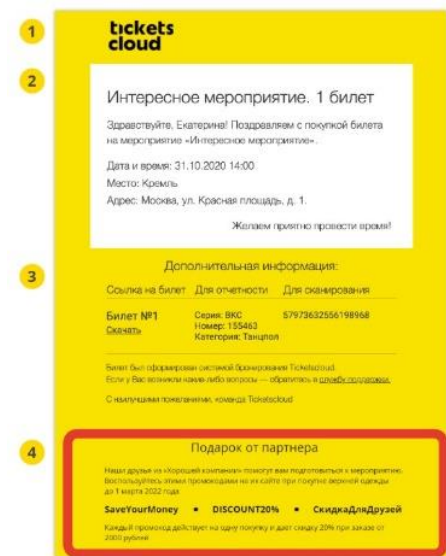 1
tickets
cloud
2
Интересное мероприятие. 1 билет
Здравствуйте, Екатерина! Поздравляем с покупкой билета
на мероприятие «Интересное мероприятие».
Дата и время: 31.10.2020 14:00
Место: Кремль
Адрес: Москва, ул. Красная площадь, д. 1.
Желаем приятно провести время!
3
Дополнительная информация:
Ссылка на билет Для отчетности Для сканирования
Билет №1 Серия: ВКС 57973632556198968
Скачать Номер: 155463
Категория: Танцпол
Билет был сформирован системой бронирования Ticketscloud.
Если у Вас возникли какие-либо вопросы — обратитесь в службу поддержки.
С наилучшими пожеланиями, команда Ticketscloud
4
Подарок от партнера
Наши друзья из «Хорошей компании» помогут вам подготовиться к мероприятию.
Воспользуйтесь этими промокодами на их сайте при покупке верхней одежды
до 1 марта 2022 года.
SaveYourMoney • DISCOUNT20% • СкидкаДляДрузей
Каждый промокод действует на одну покупку и дает скидку 20% при заказе от
2000 рублей